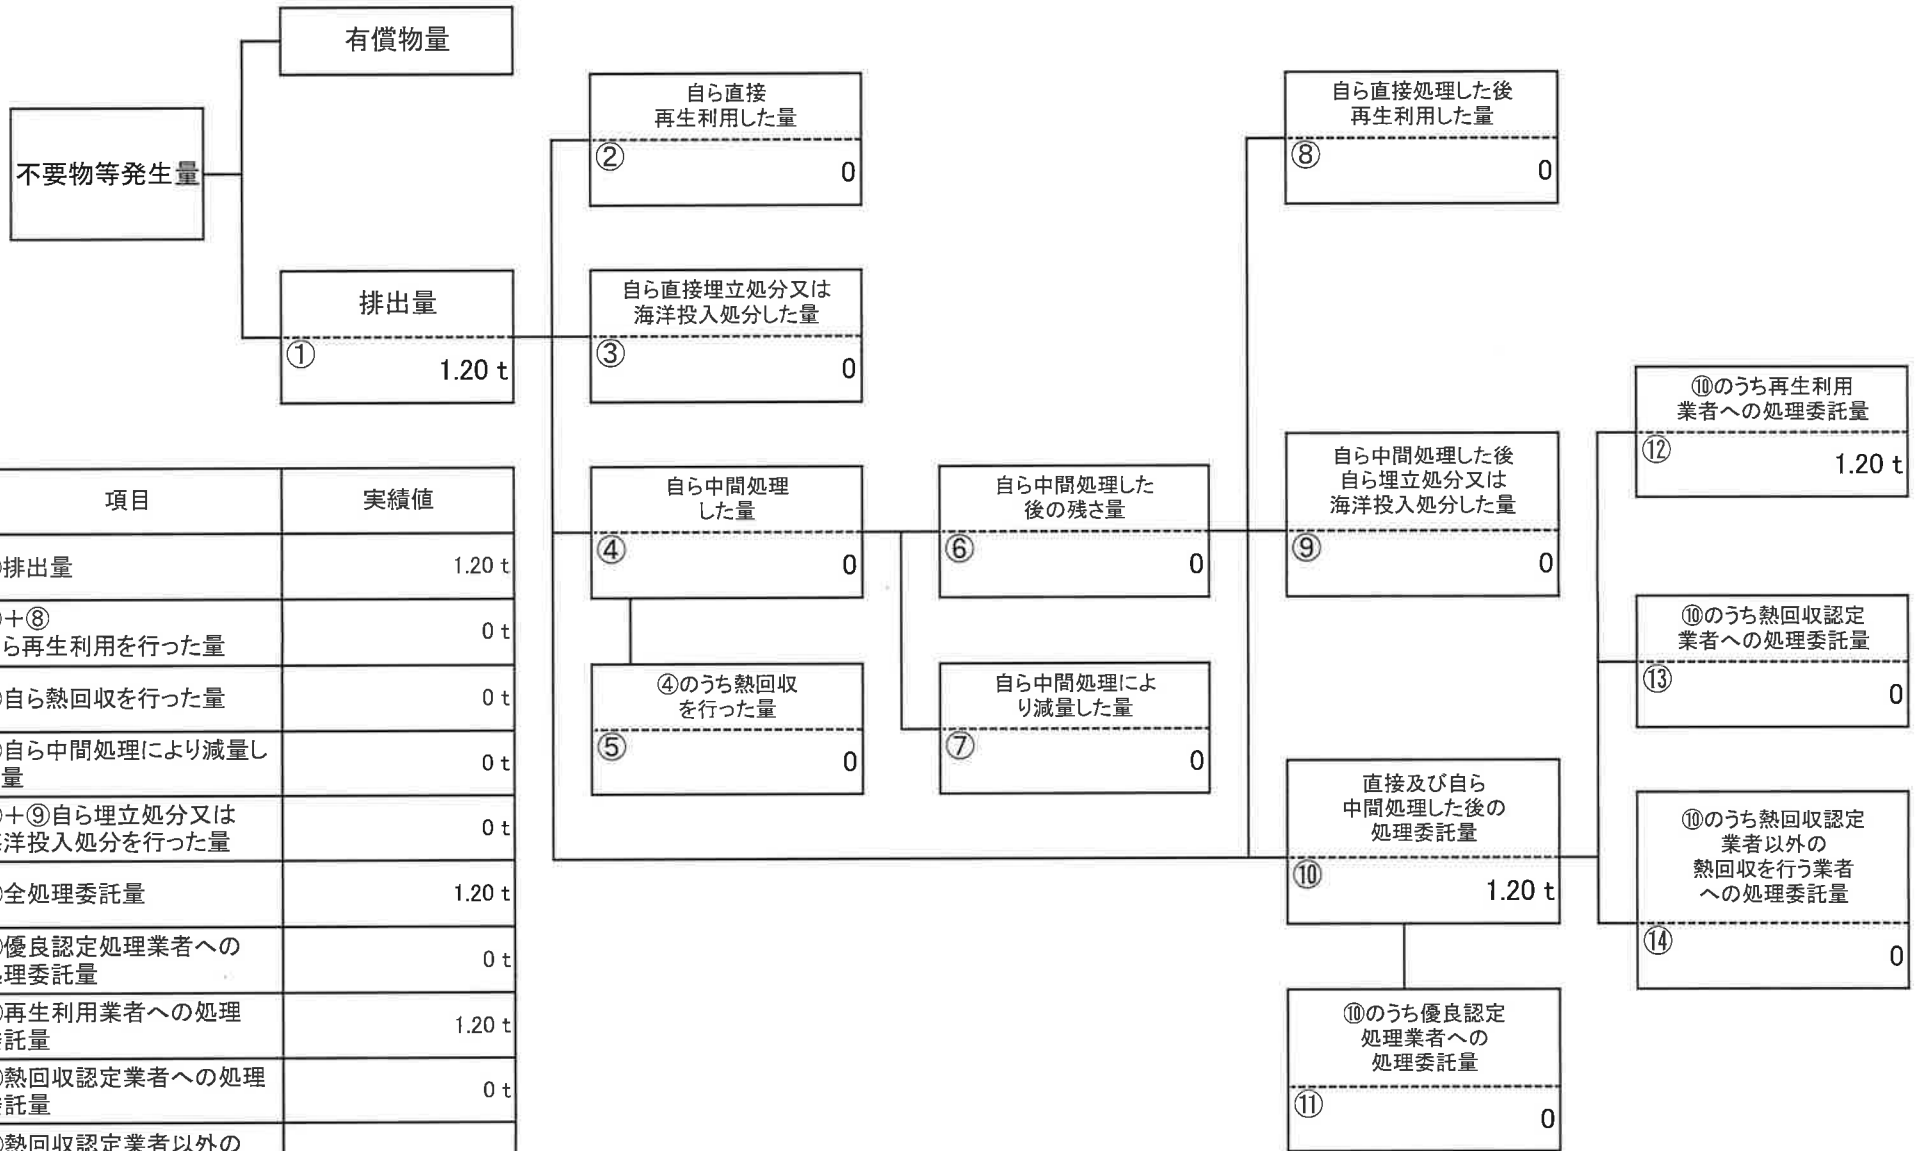 有償物量
不要物等発生量
排出量
①
1.20 t
自ら直接
再生利用した量
②
0
自ら直接埋立処分又は
海洋投入処分した量
③
0
自ら中間処理
した量
④
0
④のうち熱回収
を行った量
⑤
0
自ら中間処理した
後の残さ量
⑥
0
自ら中間処理によ
り減量した量
⑦
0
自ら直接処理した後
再生利用した量
⑧
0
自ら中間処理した後
自ら埋立処分又は
海洋投入処分した量
⑨
0
直接及び自ら
中間処理した後の
処理委託量
⑩
1.20 t
⑩のうち優良認定
処理業者への
処理委託量
⑪
0
⑩のうち再生利用
業者への処理委託量
⑫
1.20 t
⑩のうち熱回収認定
業者への処理委託量
⑬
0
⑩のうち熱回収認定
業者以外の
熱回収を行う業者
への処理委託量
⑭
0
項目 実績値
排出量 1.20 t
+⑧
ら再生利用を行った量 0 t
自ら熱回収を行った量 0 t
自ら中間処理により減量し
量 0 t
+⑨自ら埋立処分又は
洋投入処分を行った量 0 t
全処理委託量 1.20 t
優良認定処理業者への
理委託量 0 t
再生利用業者への処理
託量 1.20 t
熱回収認定業者への処理
託量 0 t
熱回収認定業者以外の